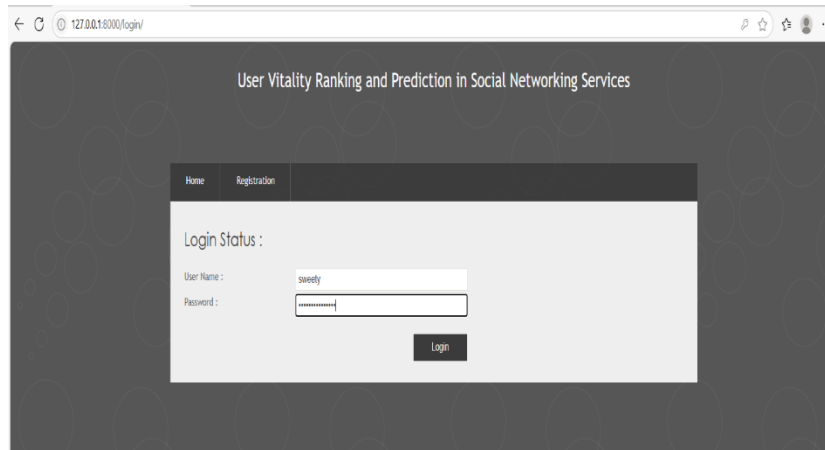 127.0.0.1:8000/login/
User Vitality Ranking and Prediction in Social Networking Services
Home Registration
Login Status :
User Name : sweety
Password :
Login